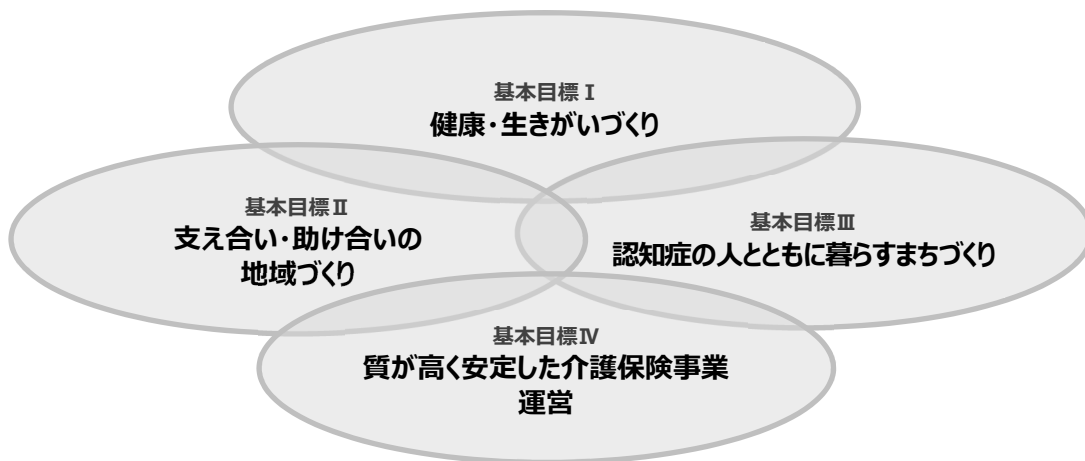 基本目標Ⅰ
健康・生きがいづくり
基本目標Ⅱ
支え合い・助け合いの
地域づくり
基本目標Ⅲ
認知症の人とともに暮らすまちづくり
基本目標Ⅳ
質が高く安定した介護保険事業
運営